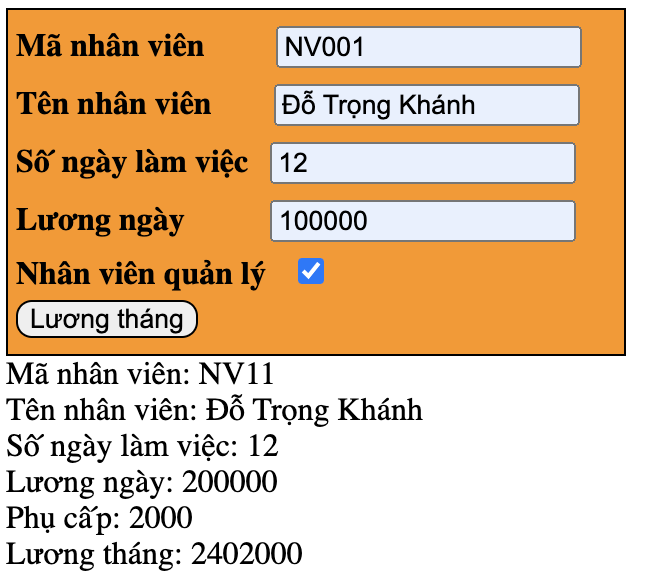 Mã nhân viên NV001
Tên nhân viên Đỗ Trọng Khánh
Số ngày làm việc 12
Lương ngày 100000
Nhân viên quản lý
Lương tháng
Mã nhân viên: NV11
Tên nhân viên: Đỗ Trọng Khánh
Số ngày làm việc: 12
Lương ngày: 200000
Phụ cấp: 2000
Lương tháng: 2402000